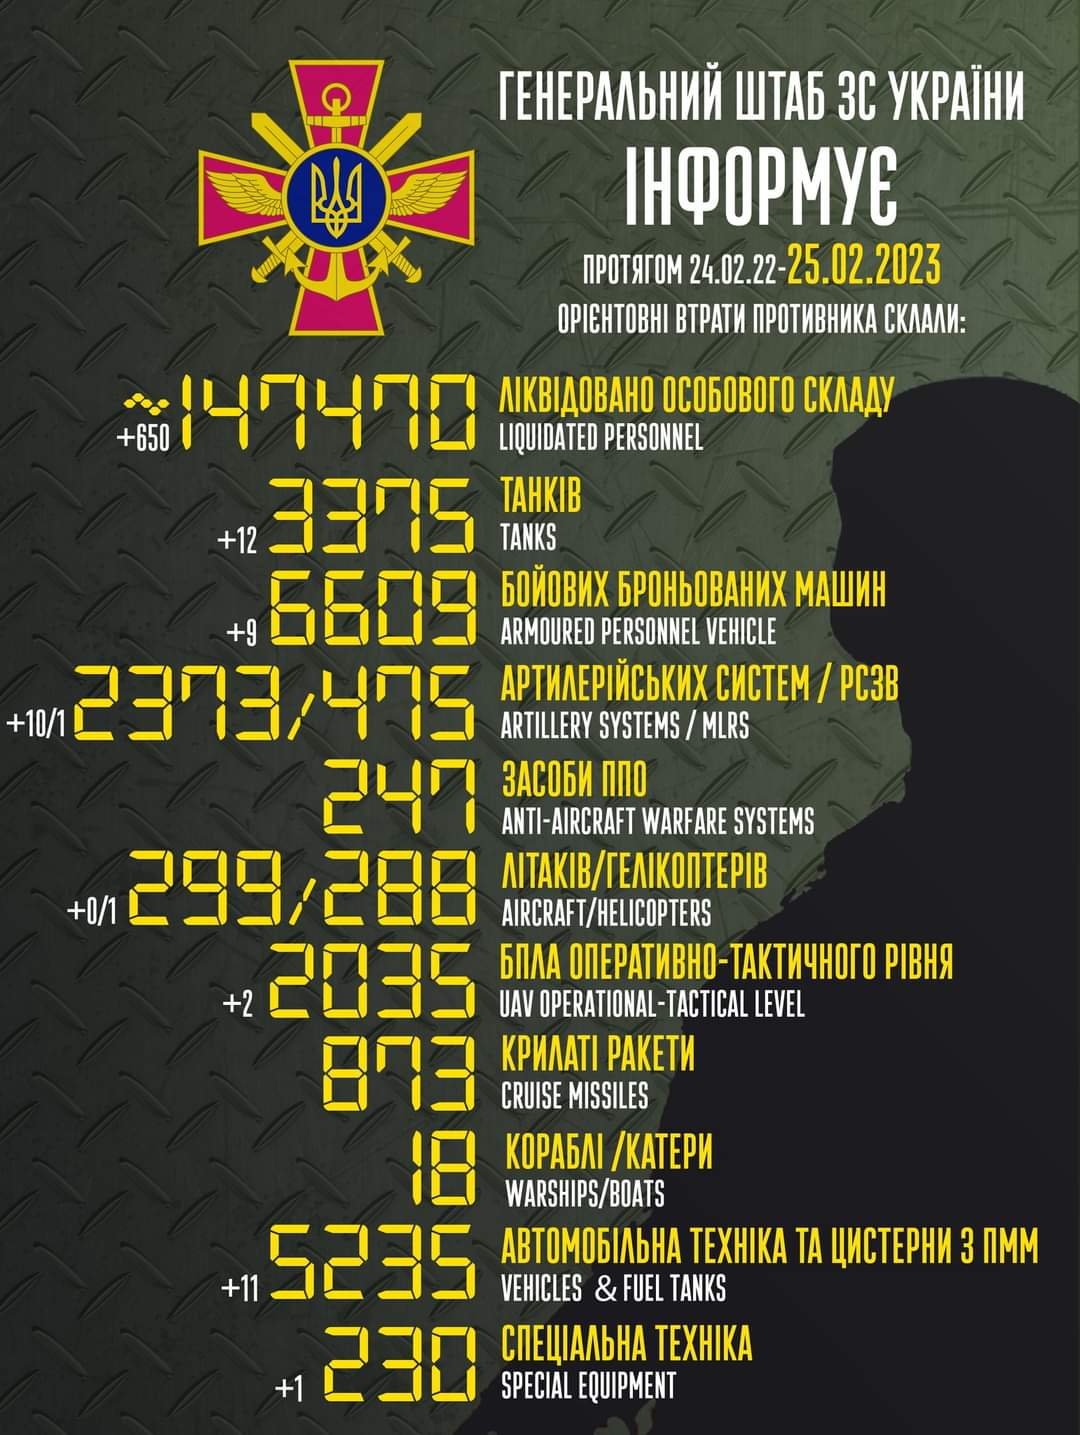 ГЕНЕРАЛЬНИЙ ШТАБ ЗС УКРАЇНИ
ІНФОРМУЄ
ПРОТЯГОМ 24.02.22-25.02.2023
ОРІЄНТОВНІ ВТРАТИ ПРОТИВНИКА СКЛАЛИ:
+650 ~147470 ЛІКВІДОВАНО ОСОБОВОГО СКЛАДУ
LIQUIDATED PERSONNEL
+12 3375 ТАНКІВ
TANKS
+9 6609 БОЙОВИХ БРОНЬОВАНИХ МАШИН
ARMOURED PERSONNEL VEHICLE
+10/1 2373/475 АРТИЛЕРІЙСЬКИХ СИСТЕМ / РСЗВ
ARTILLERY SYSTEMS / MLRS
247 ЗАСОБИ ППО
ANTI-AIRCRAFT WARFARE SYSTEMS
+0/1 299/288 ЛІТАКІВ/ГЕЛІКОПТЕРІВ
AIRCRAFT/HELICOPTERS
+2 2035 БПЛА ОПЕРАТИВНО-ТАКТИЧНОГО РІВНЯ
UAV OPERATIONAL-TACTICAL LEVEL
873 КРИЛАТІ РАКЕТИ
CRUISE MISSILES
18 КОРАБЛІ /КАТЕРИ
WARSHIPS/BOATS
+11 5235 АВТОМОБІЛЬНА ТЕХНІКА ТА ЦИСТЕРНИ З ПММ
VEHICLES & FUEL TANKS
+1 230 СПЕЦІАЛЬНА ТЕХНІКА
SPECIAL EQUIPMENT